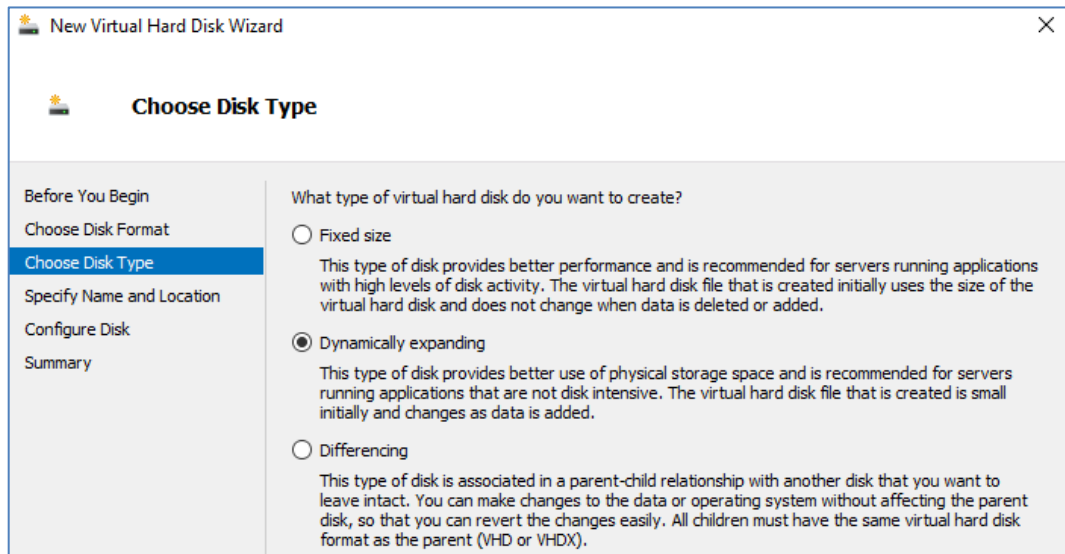 New Virtual Hard Disk Wizard
Choose Disk Type
Before You Begin
Choose Disk Format
Choose Disk Type
Specify Name and Location
Configure Disk
Summary
What type of virtual hard disk do you want to create?
Fixed size
This type of disk provides better performance and is recommended for servers running applications
with high levels of disk activity. The virtual hard disk file that is created initially uses the size of the
virtual hard disk and does not change when data is deleted or added.
Dynamically expanding
This type of disk provides better use of physical storage space and is recommended for servers
running applications that are not disk intensive. The virtual hard disk file that is created is small
initially and changes as data is added.
Differencing
This type of disk is associated in a parent-child relationship with another disk that you want to
leave intact. You can make changes to the data or operating system without affecting the parent
disk, so that you can revert the changes easily. All children must have the same virtual hard disk
format as the parent (VHD or VHDX).